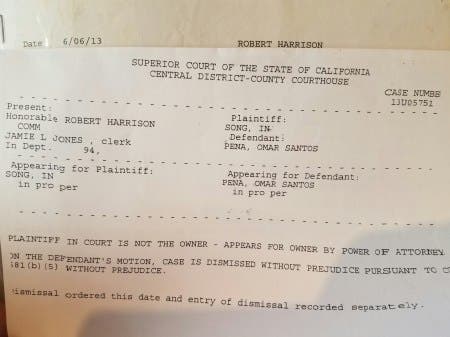 Date 6/06/13 ROBERT HARRISON
SUPERIOR COURT OF THE STATE OF CALIFORNIA
CENTRAL DISTRICT-COUNTY COURTHOUSE
CASE NUMBE
13U05751
Present:
Honorable ROBERT HARRISON
COMM
JAMIE L JONES , clerk
In Dept. 94,
Plaintiff:
SONG, IN
Defendant:
PENA, OMAR SANTOS
Appearing for Plaintiff:
SONG, IN
in pro per
Appearing for Defendant:
PENA, OMAR SANTOS
in pro per
PLAINTIFF IN COURT IS NOT THE OWNER - APPEARS FOR OWNER BY POWER OF ATTORNEY
ON THE DEFENDANT'S MOTION, CASE IS DISMISSED WITHOUT PREJUDICE PURSUANT TO C
581(b)(5) WITHOUT PREJUDICE.
ismissal ordered this date and entry of dismissal recorded separately.